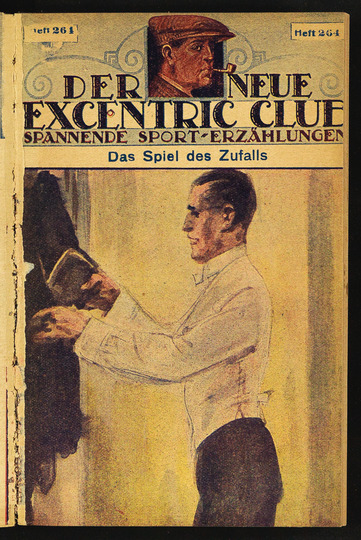 Heft 264
Heft 264
DER NEUE
EXCENTRIC CLUB
SPANNENDE SPORT-ERZÄHLUNGEN
Das Spiel des Zufalls